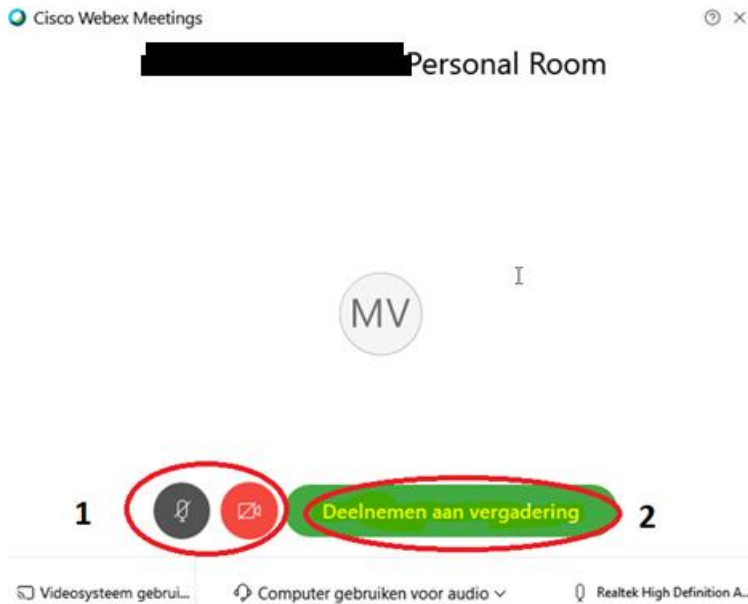 Cisco Webex Meetings
Personal Room
MV
1 Deelnemen aan vergadering 2
Videosysteem gebrui... Computer gebruiken voor audio Realtek High Definition A...